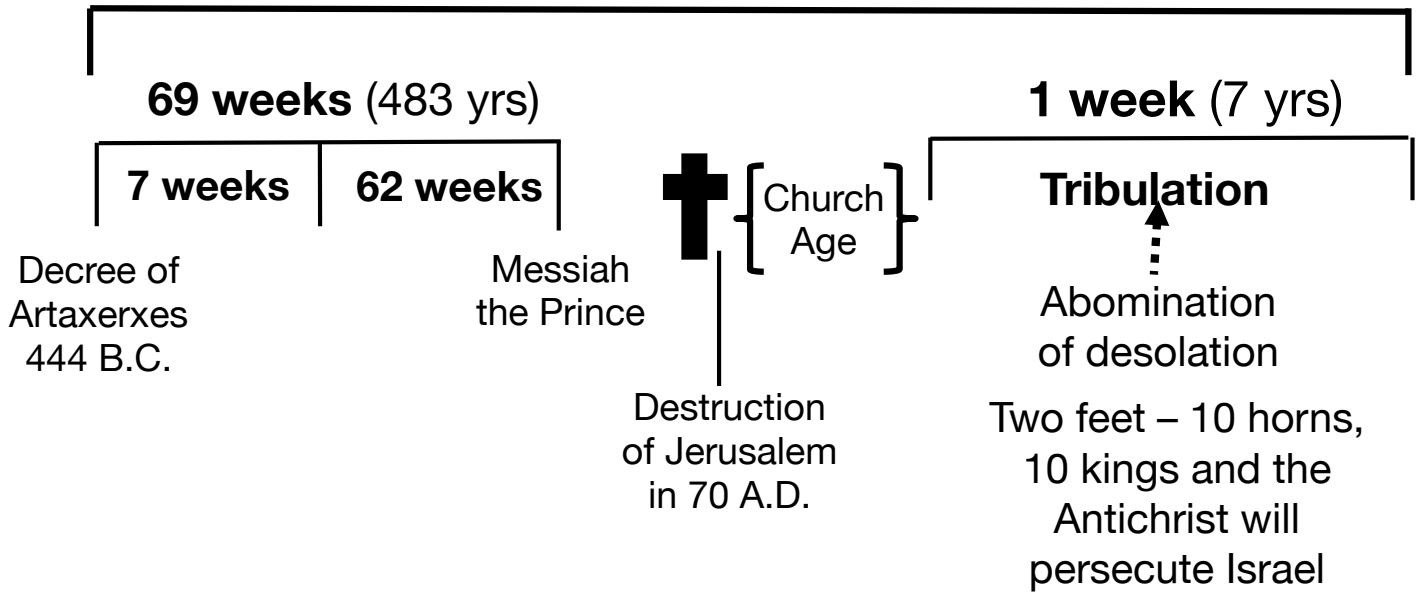 69 weeks (483 yrs)
7 weeks
62 weeks
Decree of
Artaxerxes
444 B.C.
Messiah
the Prince
Destruction
of Jerusalem
in 70 A.D.
Church
Age
1 week (7 yrs)
Tribulation
Abomination
of desolation
Two feet – 10 horns,
10 kings and the
Antichrist will
persecute Israel